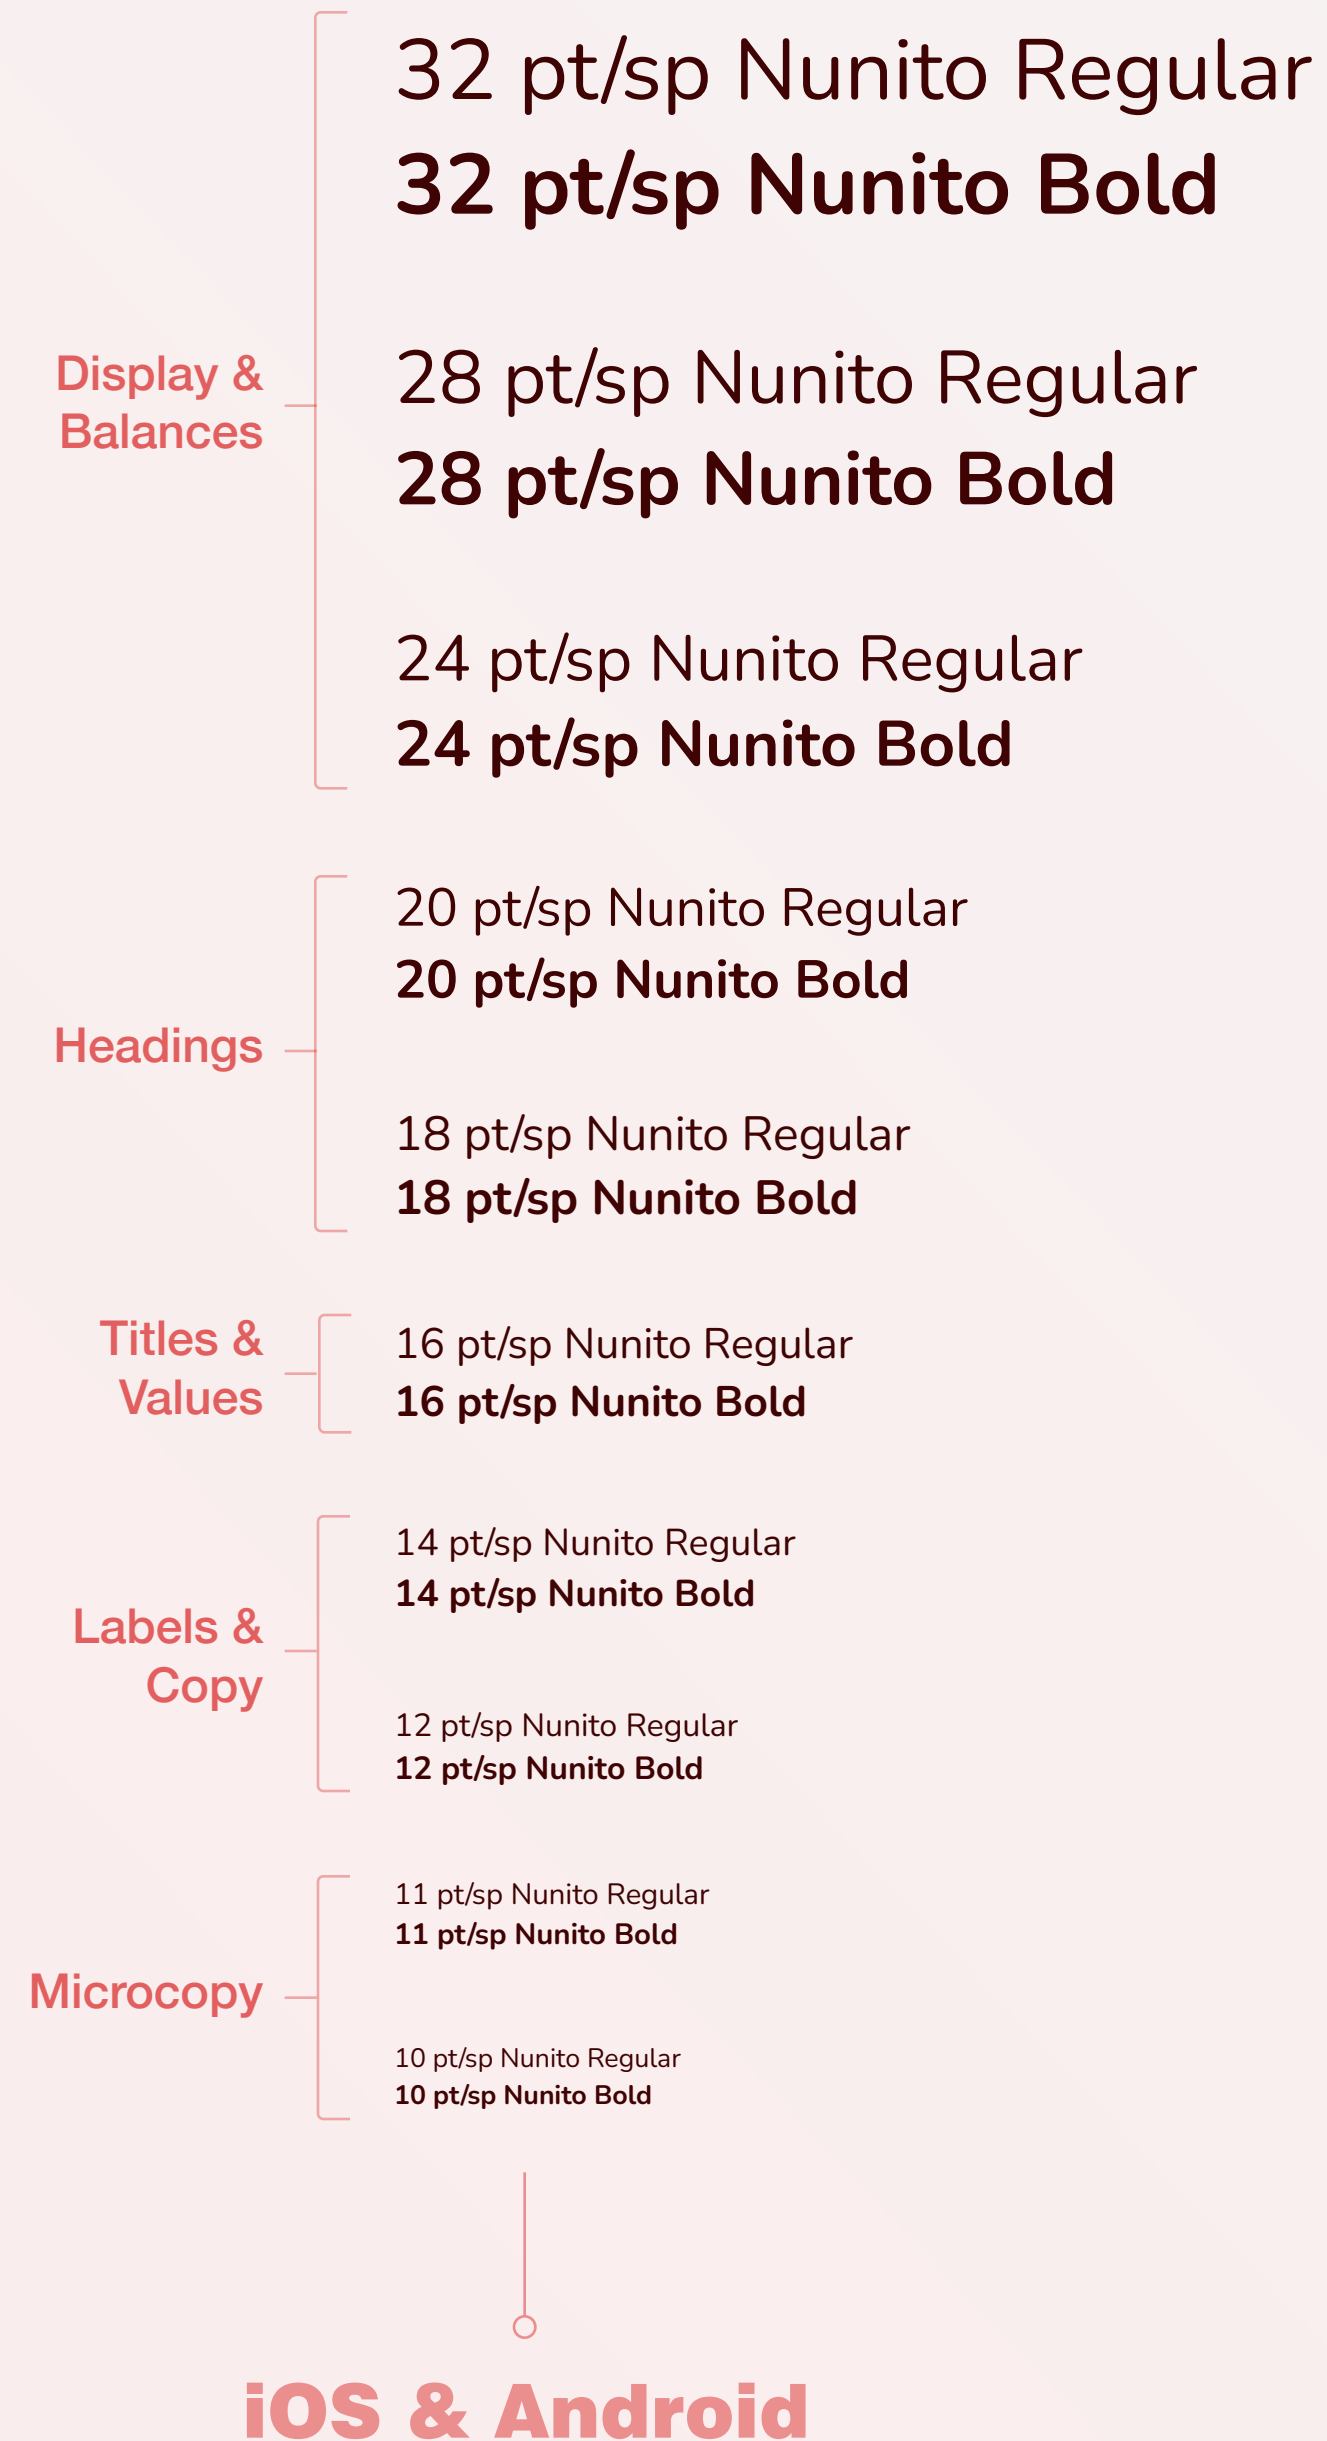 32 pt/sp Nunito Regular
32 pt/sp Nunito Bold
Display &
Balances
28 pt/sp Nunito Regular
28 pt/sp Nunito Bold
24 pt/sp Nunito Regular
24 pt/sp Nunito Bold
Headings
20 pt/sp Nunito Regular
20 pt/sp Nunito Bold
18 pt/sp Nunito Regular
18 pt/sp Nunito Bold
Titles &
Values
16 pt/sp Nunito Regular
16 pt/sp Nunito Bold
Labels &
Copy
14 pt/sp Nunito Regular
14 pt/sp Nunito Bold
12 pt/sp Nunito Regular
12 pt/sp Nunito Bold
Microcopy
11 pt/sp Nunito Regular
11 pt/sp Nunito Bold
10 pt/sp Nunito Regular
10 pt/sp Nunito Bold
iOS & Android